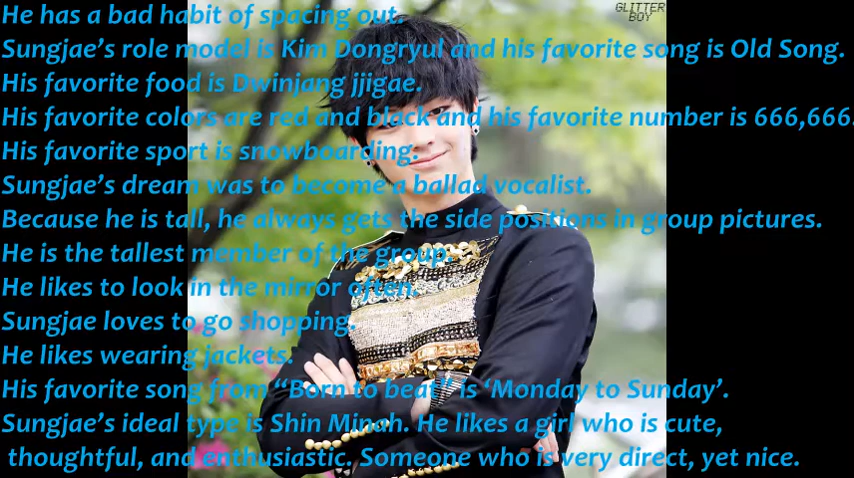 GLITTER
BOY
He has a bad habit of spacing out.
Sungjae's role model is Kim Dongryul and his favorite song is Old Song.
His favorite food is Dwinjang jjigae.
His favorite colors are red and black and his favorite number is 666,666.
His favorite sport is snowboarding.
Sungjae's dream was to become a ballad vocalist.
Because he is tall, he always gets the side positions in group pictures.
He is the tallest member of the group.
He likes to look in the mirror often.
Sungjae loves to go shopping.
He likes wearing jackets.
His favorite song from “Born to beat” is ‘Monday to Sunday’.
Sungjae's ideal type is Shin Minah. He likes a girl who is cute,
thoughtful, and enthusiastic. Someone who is very direct, yet nice.